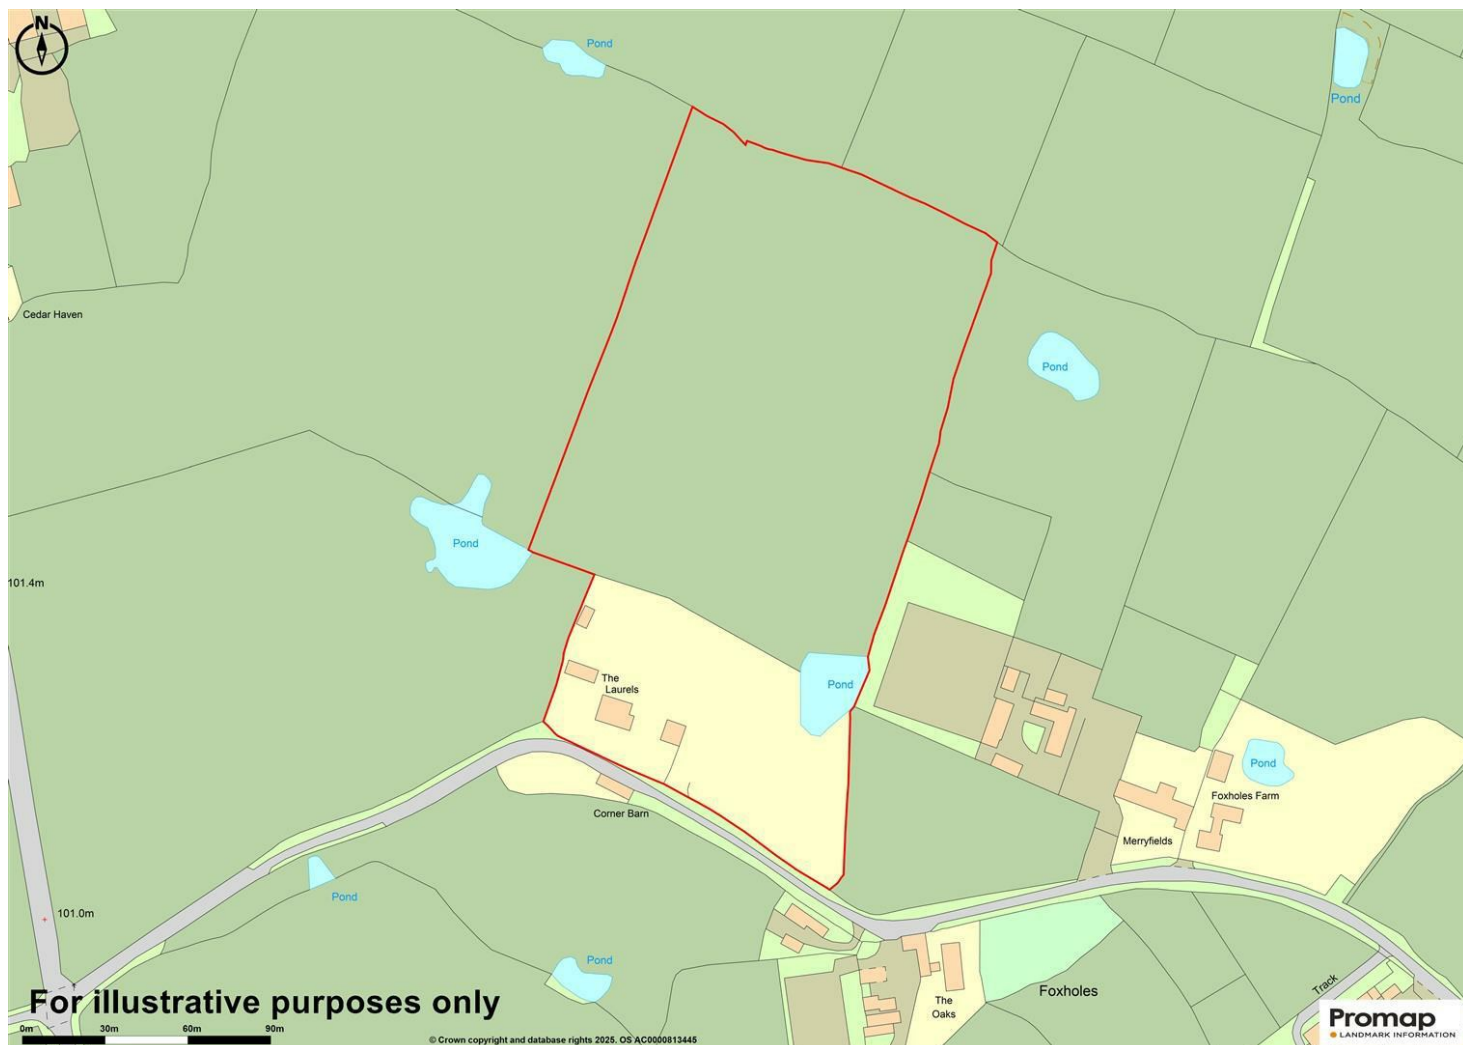 N
Pond
Pond
Cedar Haven
Pond
Pond
101.4m
The
Laurels
Pond
Pond
Foxholes Farm
Corner Barn
Merryfields
Pond
101.0m
Pond
Track
Foxholes
The
Oaks
For illustrative purposes only
0m 30m 60m 90m
© Crown copyright and database rights 2025. OS AC0000813445
Promap
LANDMARK INFORMATION